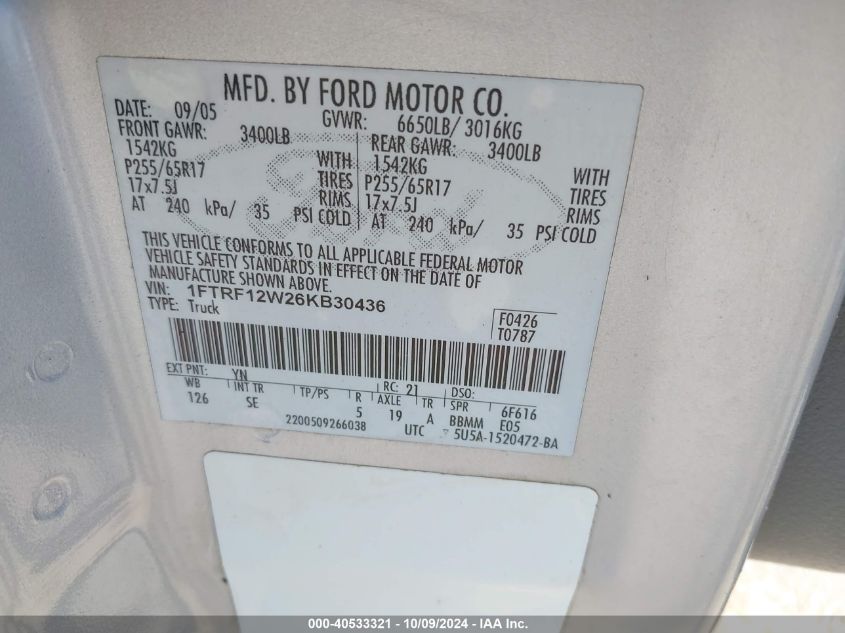 MFD. BY FORD MOTOR CO.
DATE: 09/05 GVWR: 6650LB/ 3016KG
FRONT GAWR: 3400LB REAR GAWR: 3400LB
1542KG WITH 1542KG WITH
P255/65R17 TIRES P255/65R17 TIRES
17x7.5J RIMS 17x7.5J RIMS
AT 240 kPa/ 35 PSI COLD AT 240 kPa/ 35 PSI COLD
THIS VEHICLE CONFORMS TO ALL APPLICABLE FEDERAL MOTOR
VEHICLE SAFETY STANDARDS IN EFFECT ON THE DATE OF
MANUFACTURE SHOWN ABOVE.
VIN: 1FTRF12W26KB30436
TYPE: Truck
F0426
T0787
EXT PNT: YN RC: 21 DSO:
WB INT TR TP/PS R AXLE TR SPR 6F616
126 SE 5 19 A BBMM E05
2200509266038 UTC 5U5A-1520472-BA
Ford
000-40533321 - 10/09/2024 - IAA Inc.